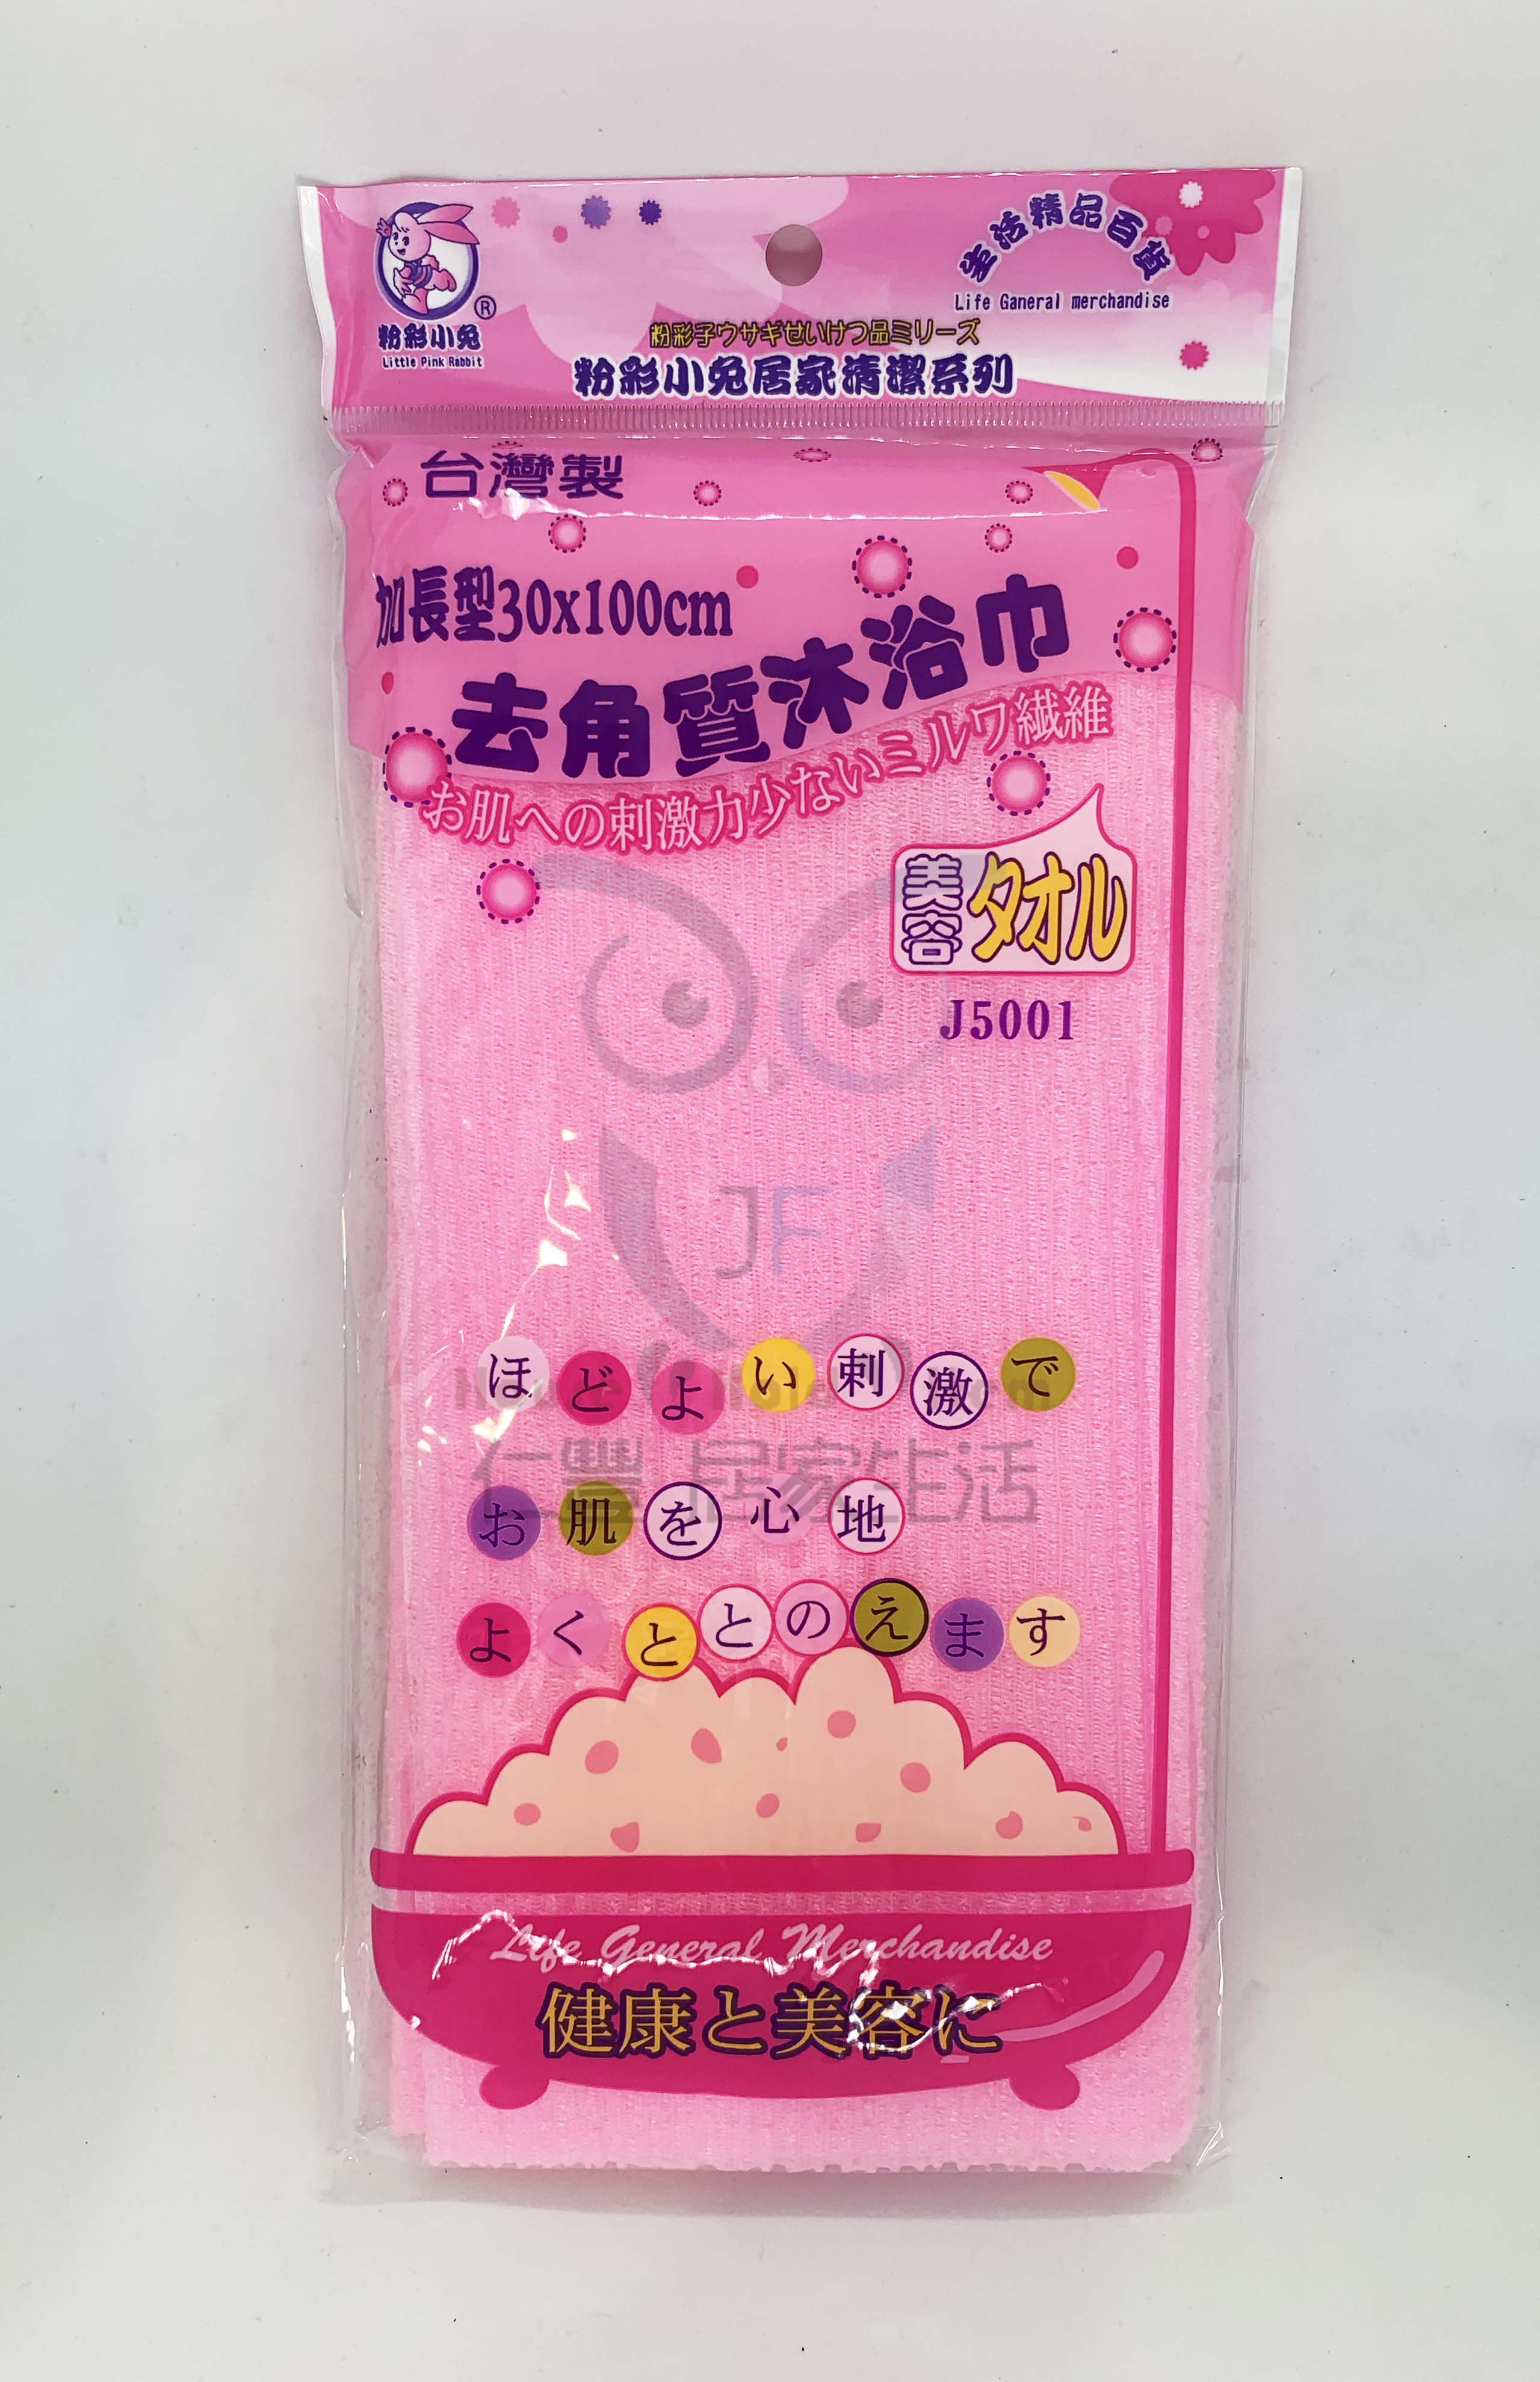 粉彩小兔
Little Pink Rabbit
®
生活精品百貨
Life Ganeral merchandise
粉彩子ウサギせいけつ品ミリーズ
粉彩小兔居家清潔系列
台灣製
加長型30x100cm
去角質沐浴巾
お肌への刺激力少ないミルワ繊維
美容タオル
J5001
JF
ほどよい刺激で
仁豐 居家生活
お肌を心地
よくととのえます
Life General Merchandise
健康と美容に